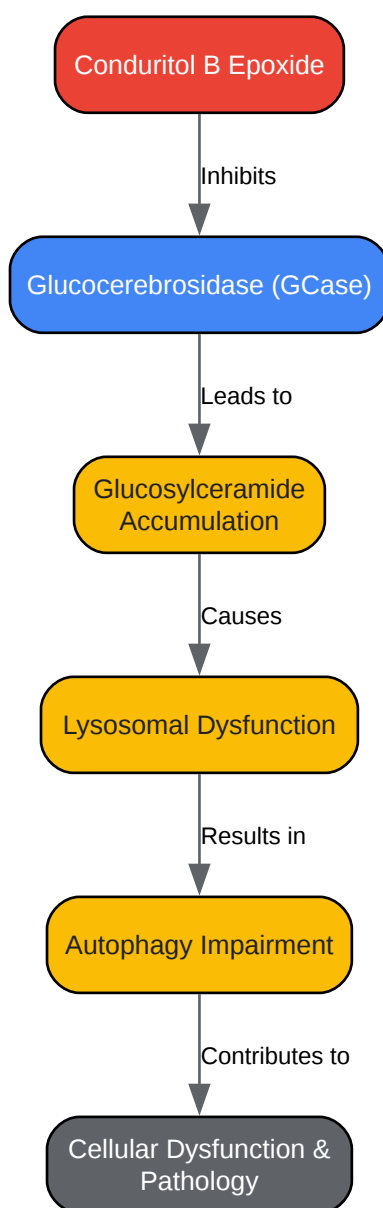 Conduritol B Epoxide
Inhibits
Glucocerebrosidase (GCase)
Leads to
Glucosylceramide
Accumulation
Causes
Lysosomal Dysfunction
Results in
Autophagy Impairment
Contributes to
Cellular Dysfunction &
Pathology